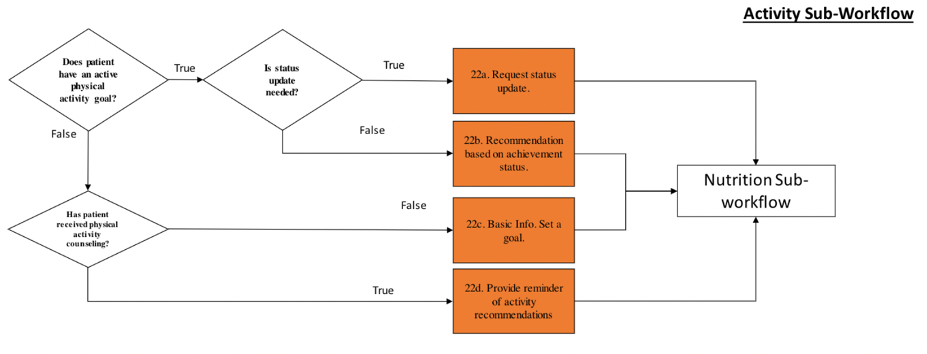 Activity Sub-Workflow
Does patient
have an active
physical
activity goal?
True
Is status
update
needed?
True
22a. Request status
update.
False
False
22b. Recommendation
based on achievement
status.
Nutrition Sub-
workflow
Has patient
received physical
activity
counseling?
False
22c. Basic Info. Set a
goal.
True
22d. Provide reminder
of activity
recommendations